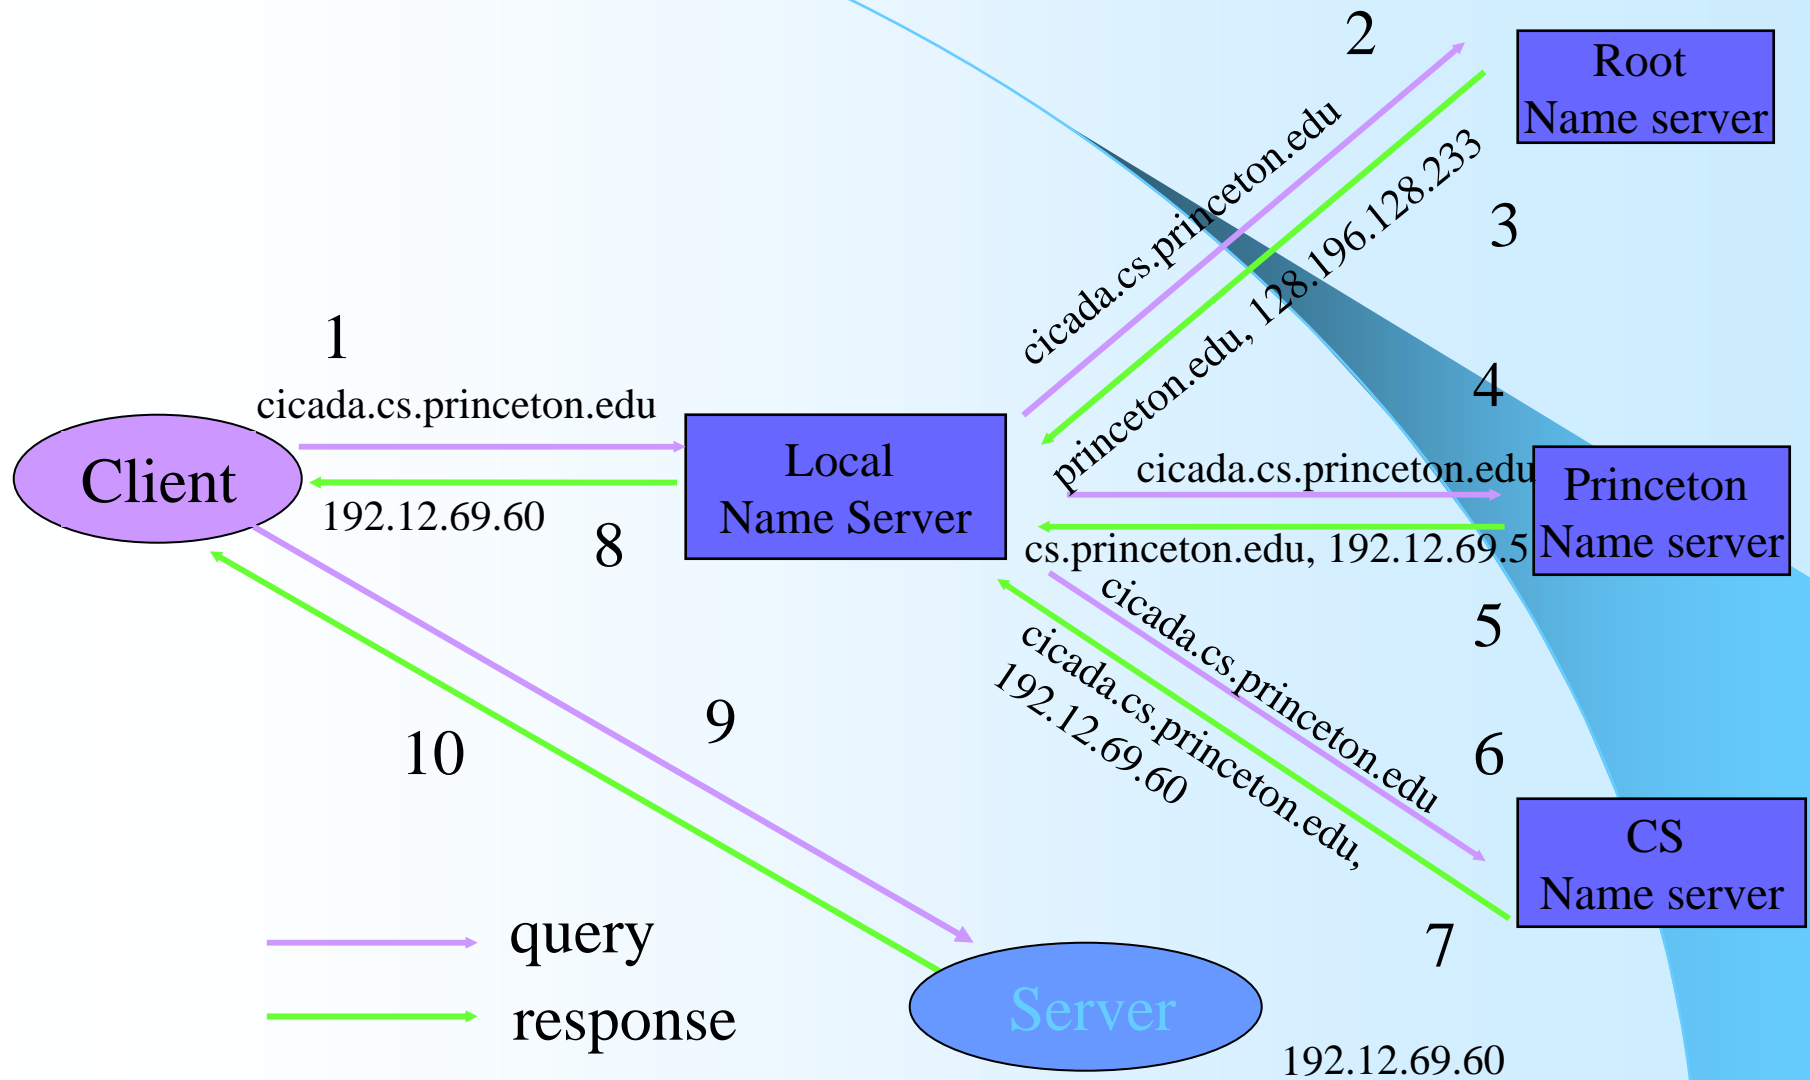 2
Root
Name server
cicada.cs.princeton.edu
princeton.edu, 128.196.128.233
3
1
cicada.cs.princeton.edu
4
Client
Local
Name Server
cicada.cs.princeton.edu
Princeton
Name server
192.12.69.60
8
cs.princeton.edu, 192.12.69.5
5
cicada.cs.princeton.edu
cicada.cs.princeton.edu,
192.12.69.60
6
9
10
CS
Name server
7
query
response
Server
192.12.69.60